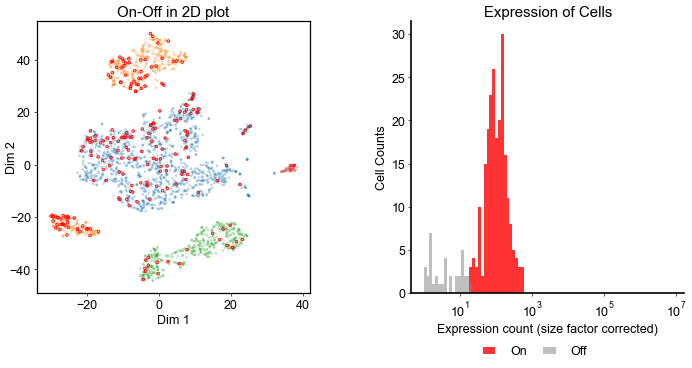 On-Off in 2D plot
Dim 2
40
20
0
−20
−40
−20
0
20
40
Dim 1
Expression of Cells
Cell Counts
30
25
20
15
10
5
0
10^1
10^3
10^5
10^7
Expression count (size factor corrected)
On
Off